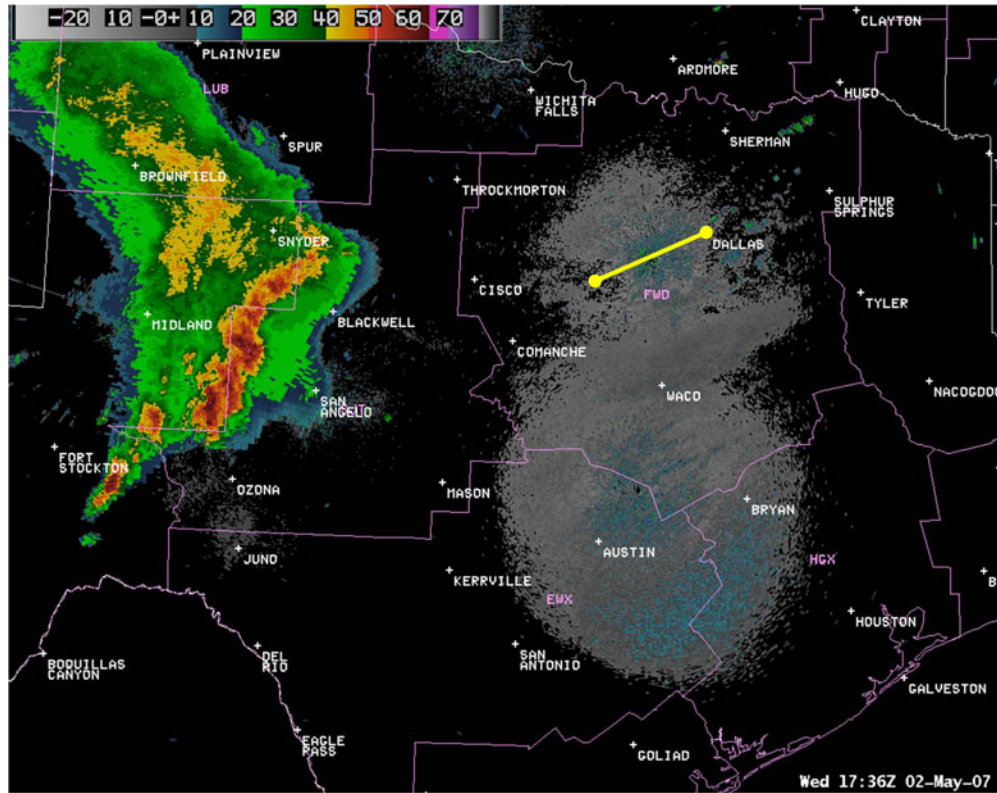 -20 10 -0+ 10 20 30 40 50 60 70
CLAYTON
PLAINVIEW
ARDMORE
LUB
HUGO
WICHITA
FALLS
SHERMAN
SPUR
BROWNFIELD
THROCKMORTON
SULPHUR
SPRINGS
SNYDER
DALLAS
CISCO
FWD
TYLER
MIDLAND
BLACKWELL
COMANCHE
WACO
NACOGDOC
SAN
ANGELO
FORT
STOCKTON
OZONA
MASON
BRYAN
JUNO
AUSTIN
HGX
KERRVILLE
B
EWX
HOUSTON
BOQUILLAS
CANYON
DEL
RIO
SAN
ANTONIO
GALVESTON
EAGLE
PASS
GOLIAD
Wed 17:36Z 02-May-07